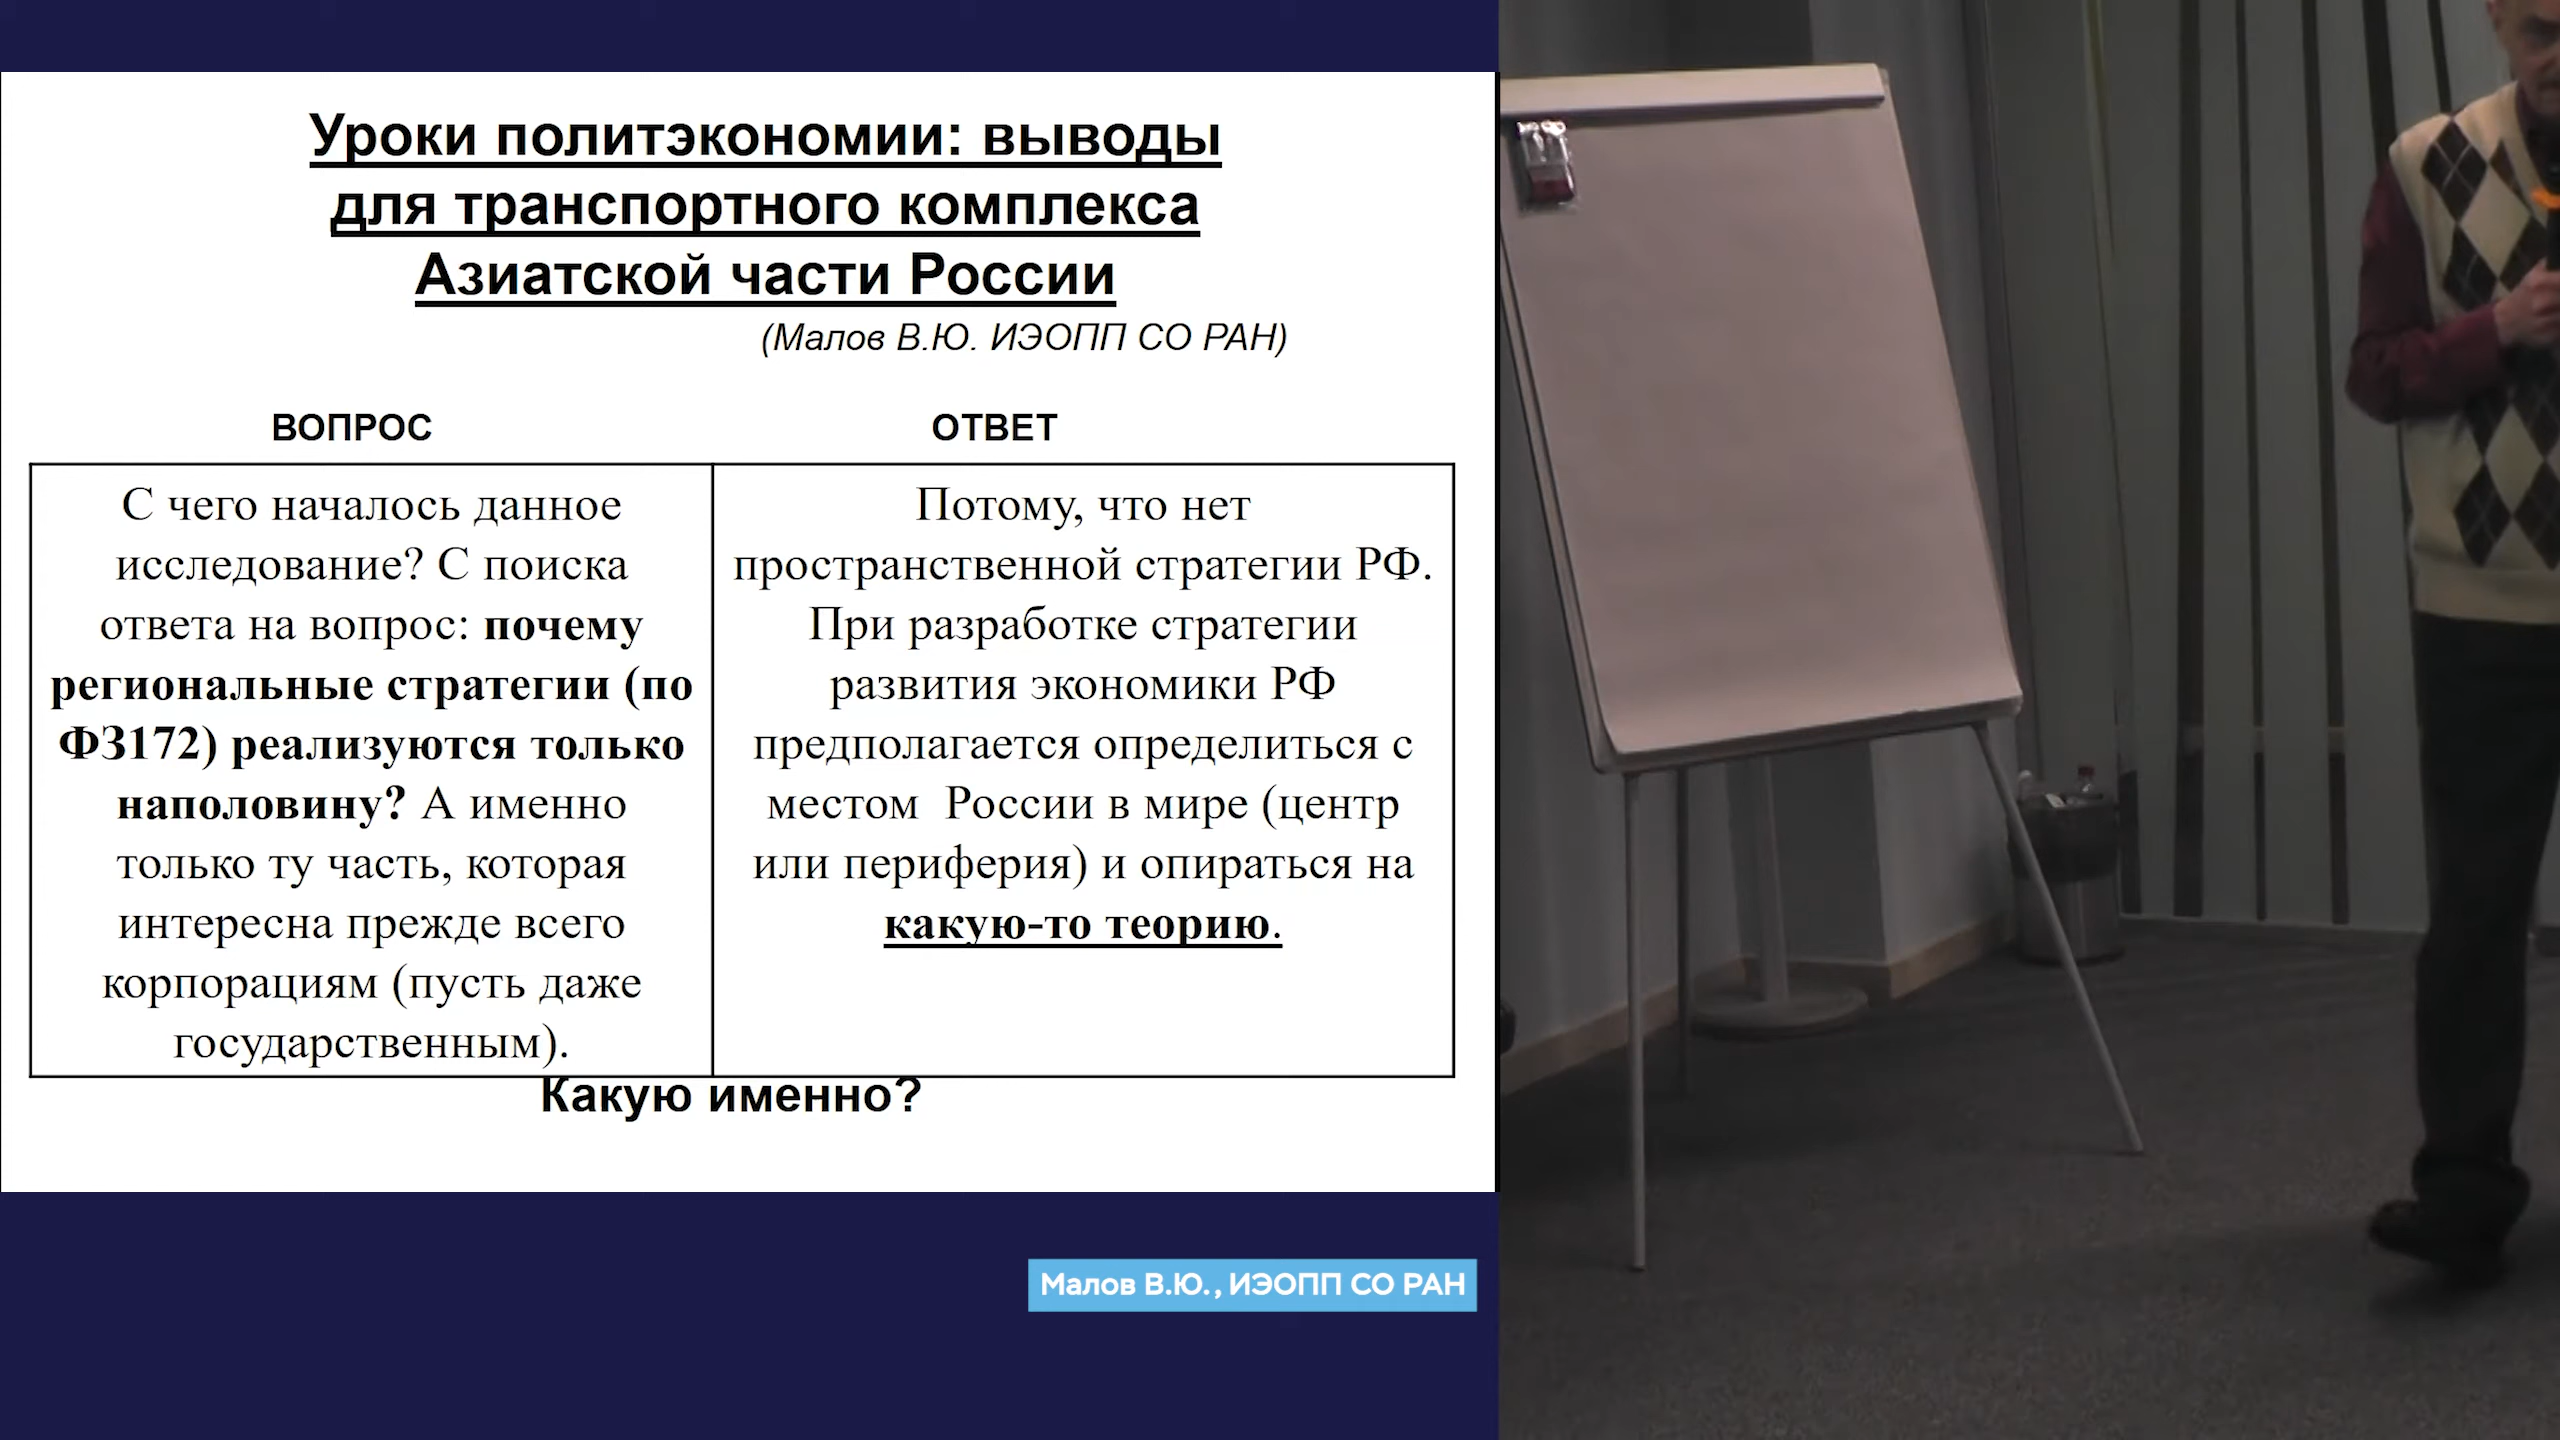 Уроки политэкономии: выводы
для транспортного комплекса
Азиатской части России
(Малов В.Ю. ИЭОПП СО РАН)
ВОПРОС
ОТВЕТ
С чего началось данное
исследование? С поиска
ответа на вопрос: почему
региональные стратегии (по
ФЗ172) реализуются только
наполовину? А именно
только ту часть, которая
интересна прежде всего
корпорациям (пусть даже
государственным).
Потому, что нет
пространственной стратегии РФ.
При разработке стратегии
развития экономики РФ
предполагается определиться с
местом  России в мире (центр
или периферия) и опираться на
какую-то теорию.
Какую именно?
Малов В.Ю., ИЭОПП СО РАН